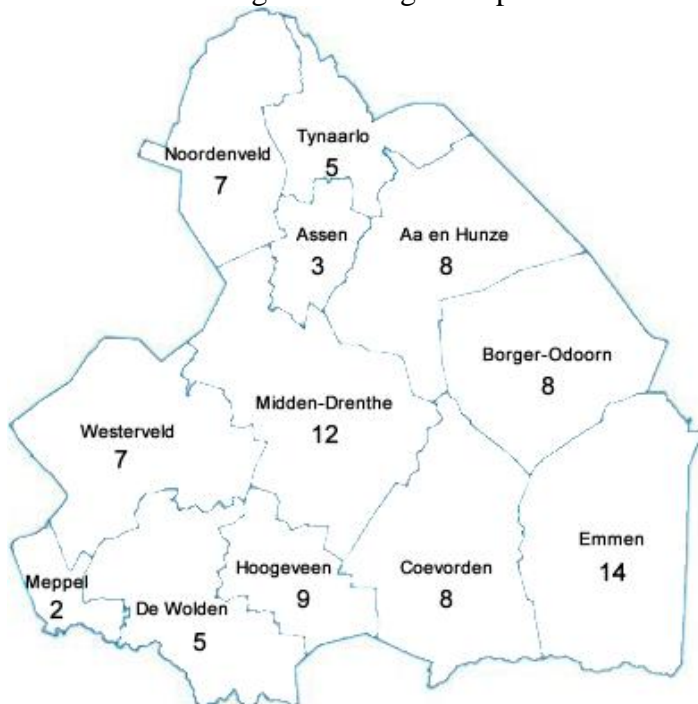 Tynaarlo
5
Noordenveld
7
Assen
3
Aa en Hunze
8
Borger-Odoorn
8
Midden-Drenthe
12
Westerveld
7
Emmen
14
Hoogeveen
9
Coevorden
8
Meppel
2
De Wolden
5